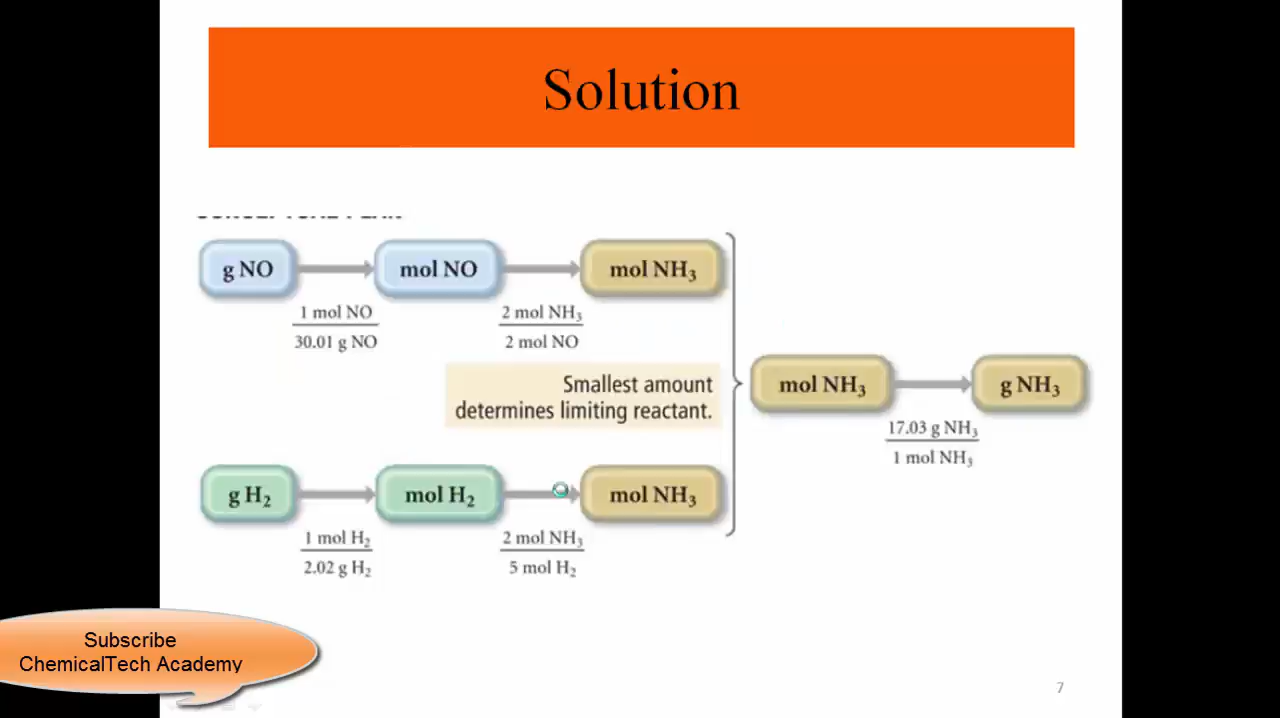 Solution
g NO
mol NO
mol NH₃
1 mol NO
30.01 g NO
2 mol NH₃
2 mol NO
Smallest amount
determines limiting reactant.
mol NH₃
g NH₃
17.03 g NH₃
1 mol NH₃
g H₂
mol H₂
mol NH₃
1 mol H₂
2.02 g H₂
2 mol NH₃
5 mol H₂
Subscribe
ChemicalTech Academy
7